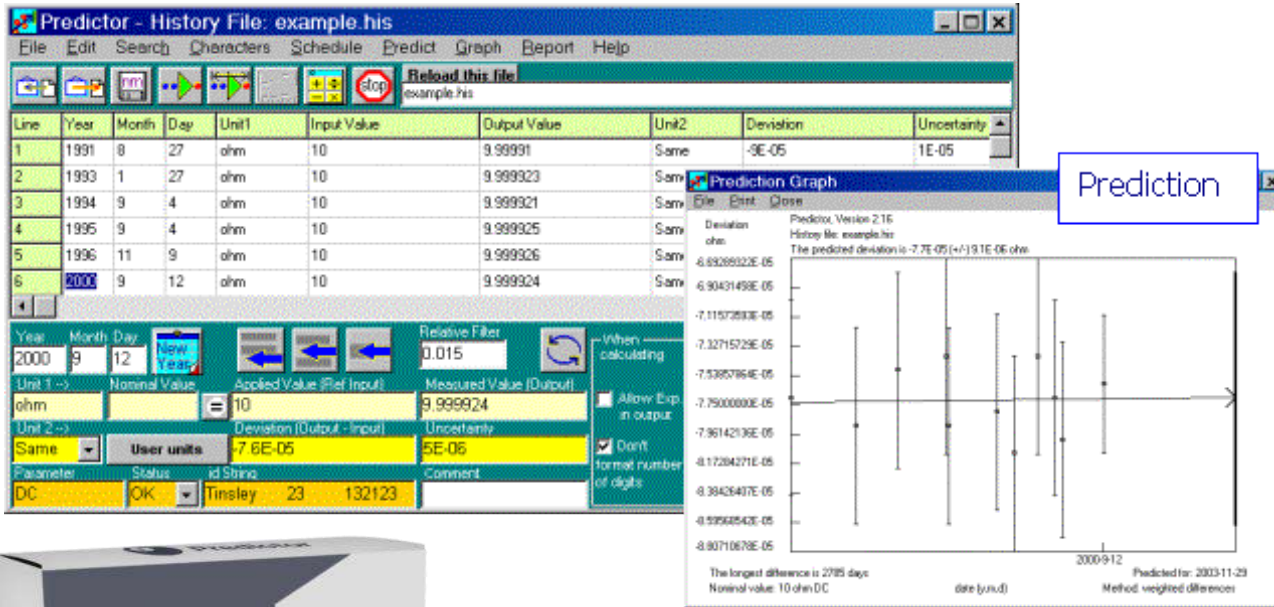 Predictor - History File: example.his
File Edit Search Characters Schedule Predict Graph Report Help
nm stop Reload this file
example.his
Line Year Month Day Unit1 Input Value Output Value Unit2 Deviation Uncertainty
1 1991 8 27 ohm 10 9.99991 Same -9E-05 1E-05
2 1993 1 27 ohm 10 9.999923 Same
3 1994 9 4 ohm 10 9.999921 Same
4 1995 9 4 ohm 10 9.999925 Same
5 1996 11 9 ohm 10 9.999926 Same
6 2000 9 12 ohm 10 9.999924 Same
Year Month Day Relative Filter When
2000 9 12 New Year 0.015 calculating
Unit 1 --> Nominal Value Applied Value (Ref Input) Measured Value (Output) Allow Exp.
ohm = 10 9.999924 in output
Unit 2 --> Deviation (Output - Input) Uncertainty Don't
Same User units -7.6E-05 5E-06 format number
Parameter Status id String Comment of digits
DC OK Tinsley 23 132123
Prediction
Prediction Graph
File Print Close
Deviation Predictor, Version 2.16
ohm History file: example.his
The predicted deviation is -7.7E-05 (+/-) 9.1E-06 ohm
-6.69289322E-05
-6.90431458E-05
-7.11573593E-05
-7.32715729E-05
-7.53857864E-05
-7.75000000E-05
-7.96142136E-05
-8.17284271E-05
-8.38426407E-05
-8.59568542E-05
-8.80710678E-05
2000-9-12
The longest difference is 2785 days Predicted for: 2003-11-29
Nominal value: 10 ohm DC date (y.m.d) Method: weighted differences
Predictor